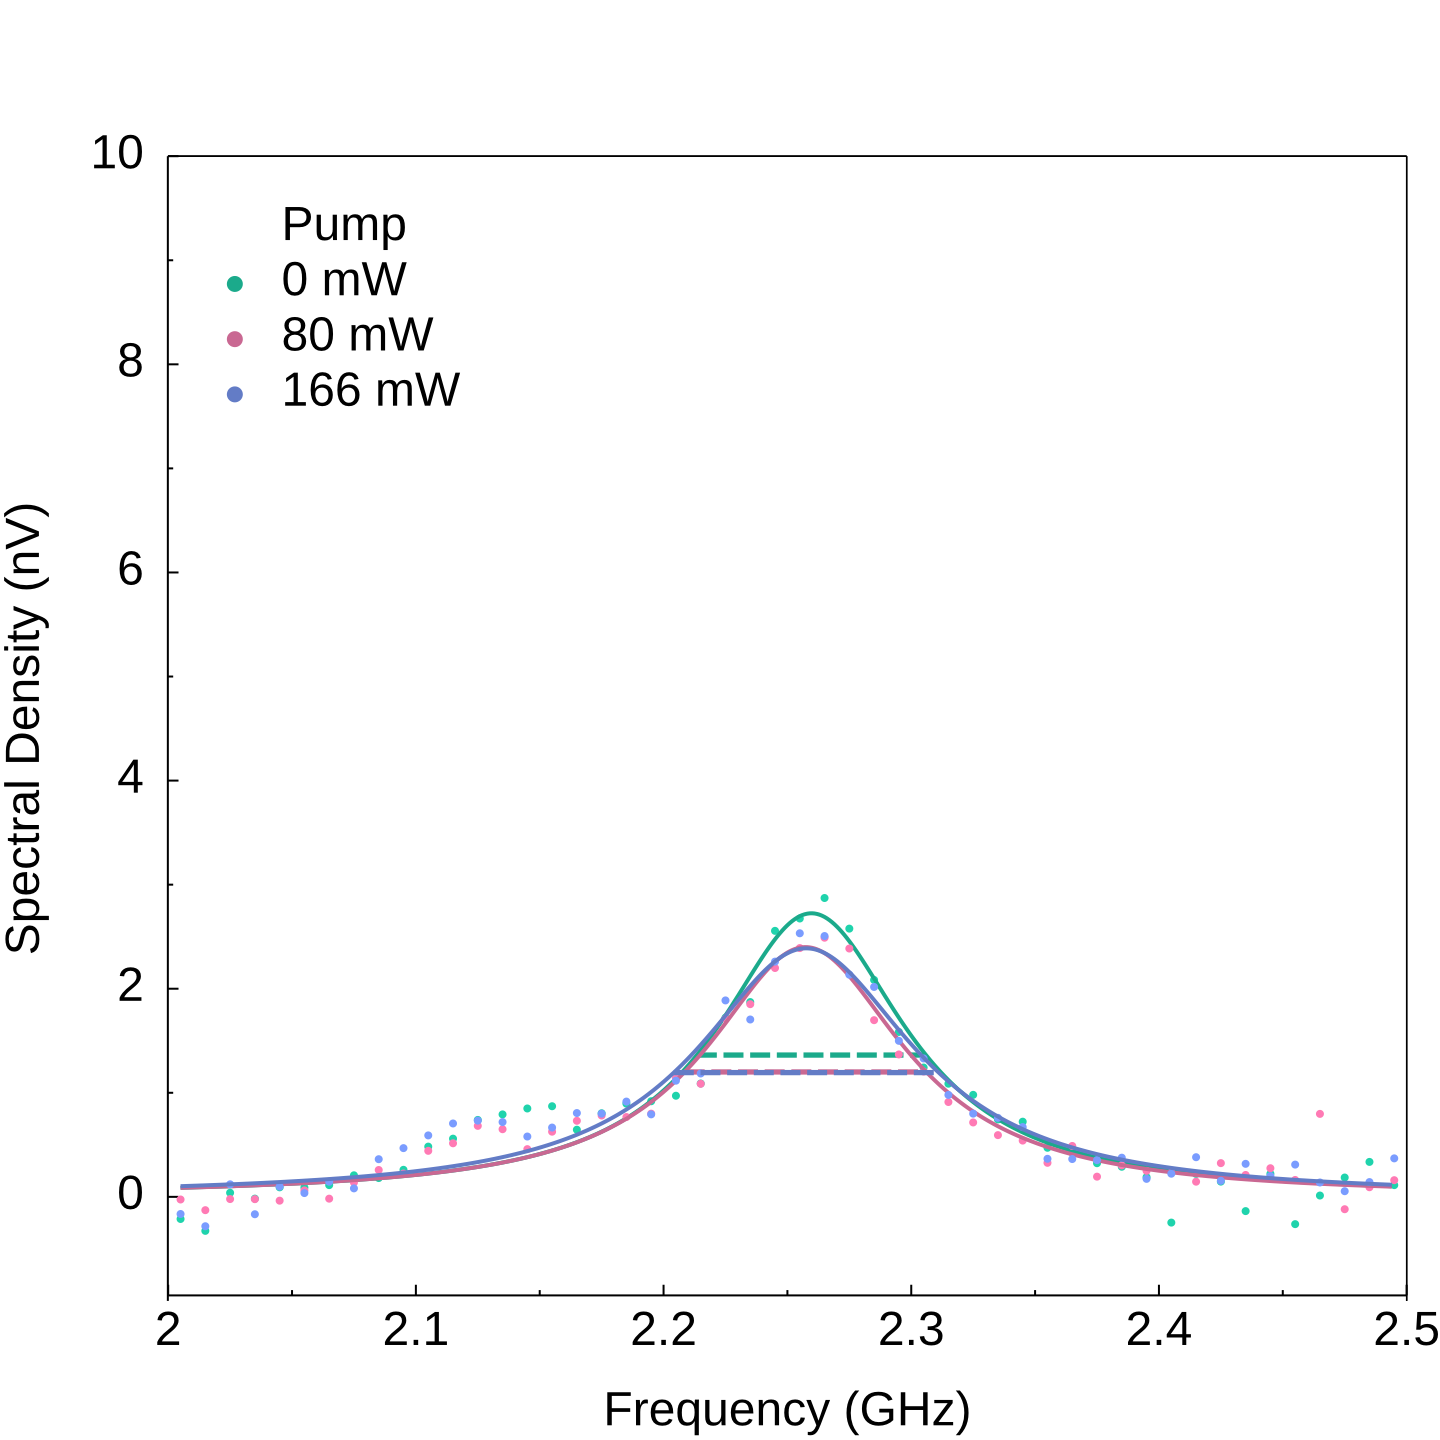 10
Pump
0 mW
80 mW
166 mW
8
6
4
2
0
Spectral Density (nV)
2 2.1 2.2 2.3 2.4 2.5
Frequency (GHz)